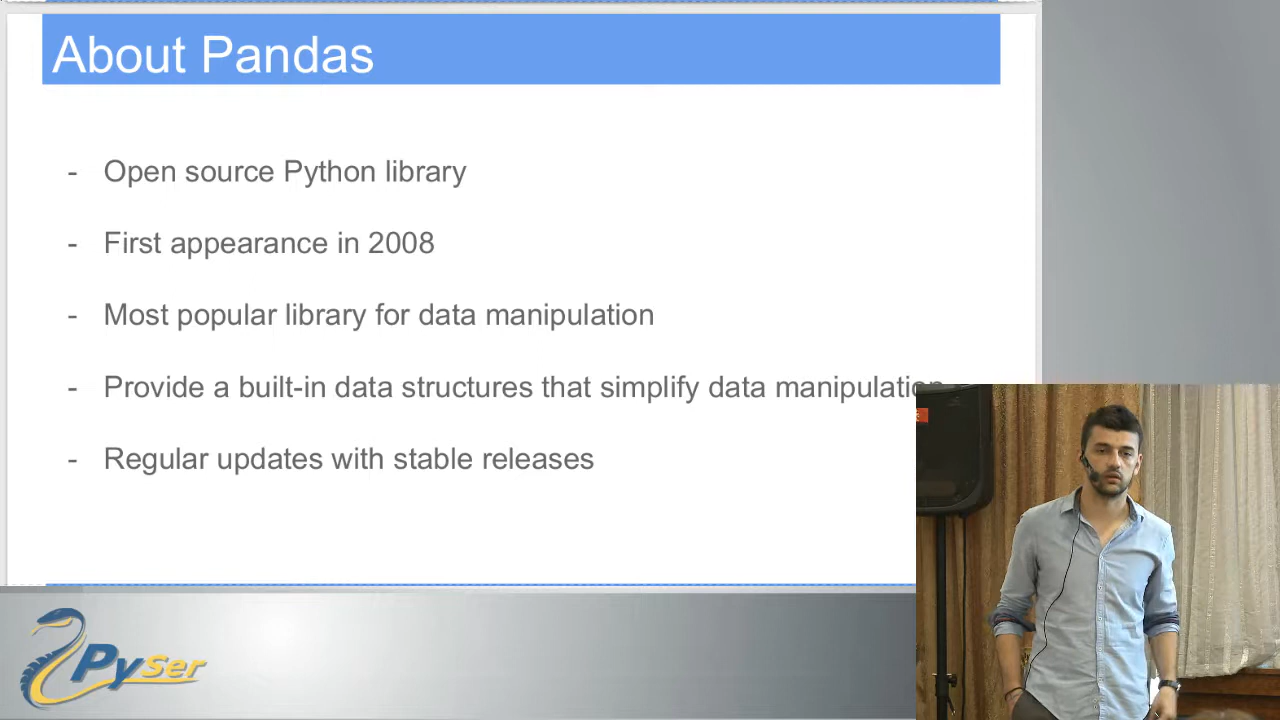 About Pandas
- Open source Python library
- First appearance in 2008
- Most popular library for data manipulation
- Provide a built-in data structures that simplify data manipulation
- Regular updates with stable releases
PySer